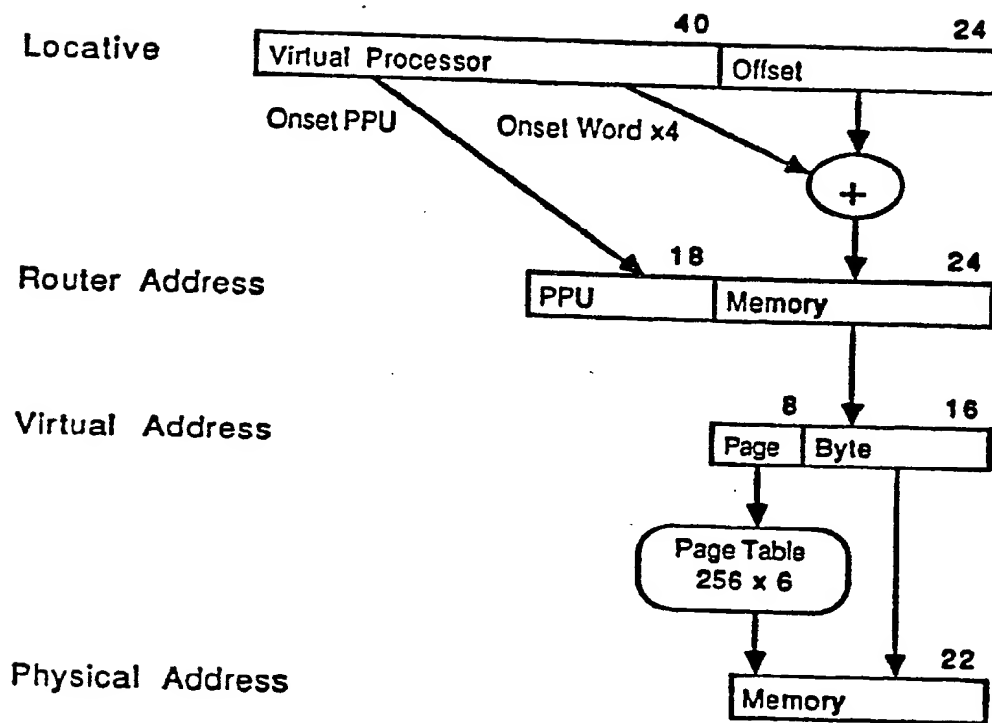 40 24
Locative Virtual Processor Offset
Onset PPU Onset Word x4
+
18 24
Router Address PPU Memory
8 16
Virtual Address Page Byte
Page Table
256 x 6
22
Physical Address Memory